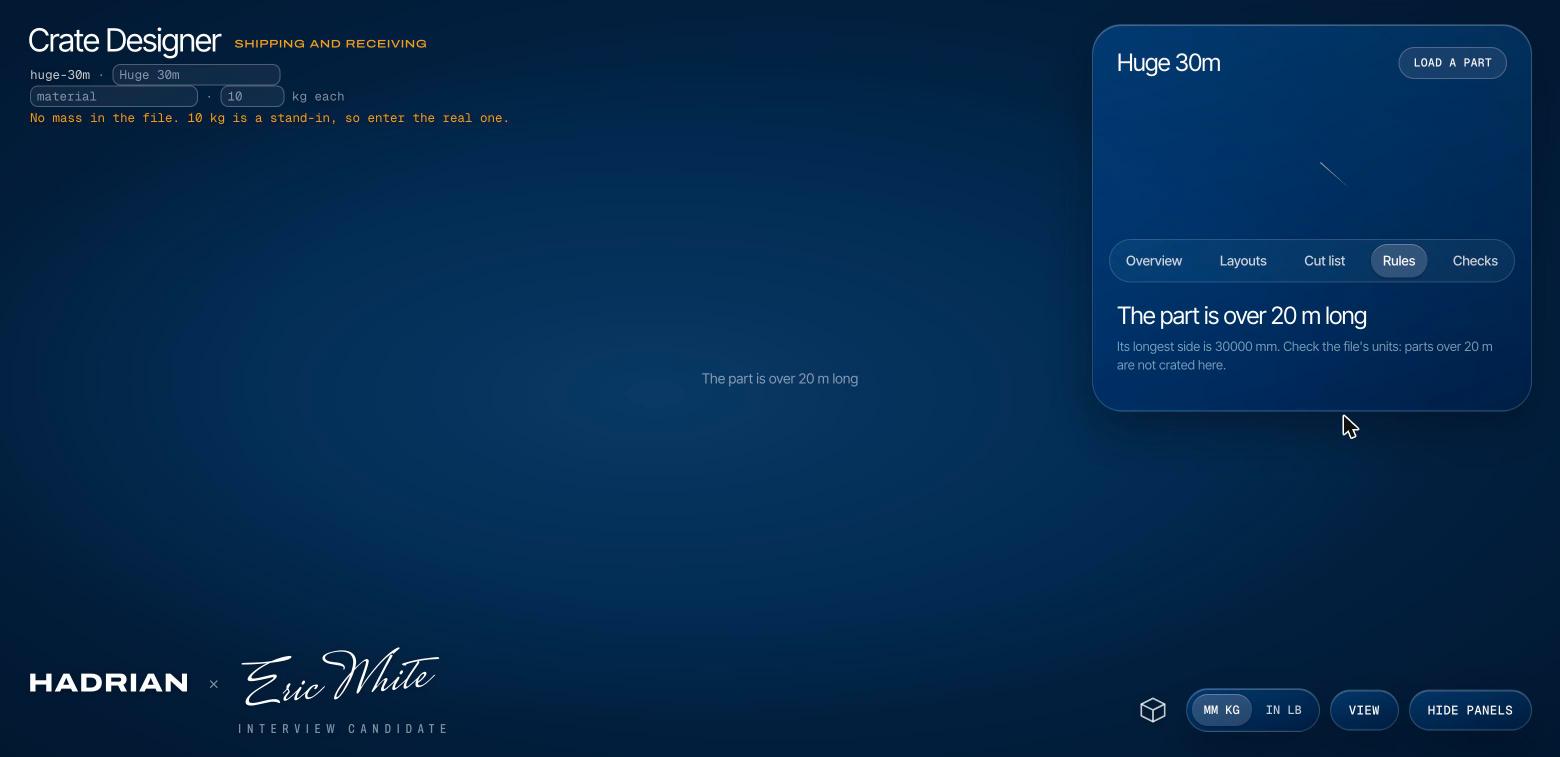 Crate Designer SHIPPING AND RECEIVING
huge-30m · Huge 30m
material · 10 kg each
No mass in the file. 10 kg is a stand-in, so enter the real one.
Huge 30m LOAD A PART
Overview Layouts Cut list Rules Checks
The part is over 20 m long
Its longest side is 30000 mm. Check the file's units: parts over 20 m
are not crated here.
The part is over 20 m long
HADRIAN × Eric White
INTERVIEW CANDIDATE
MM KG IN LB VIEW HIDE PANELS